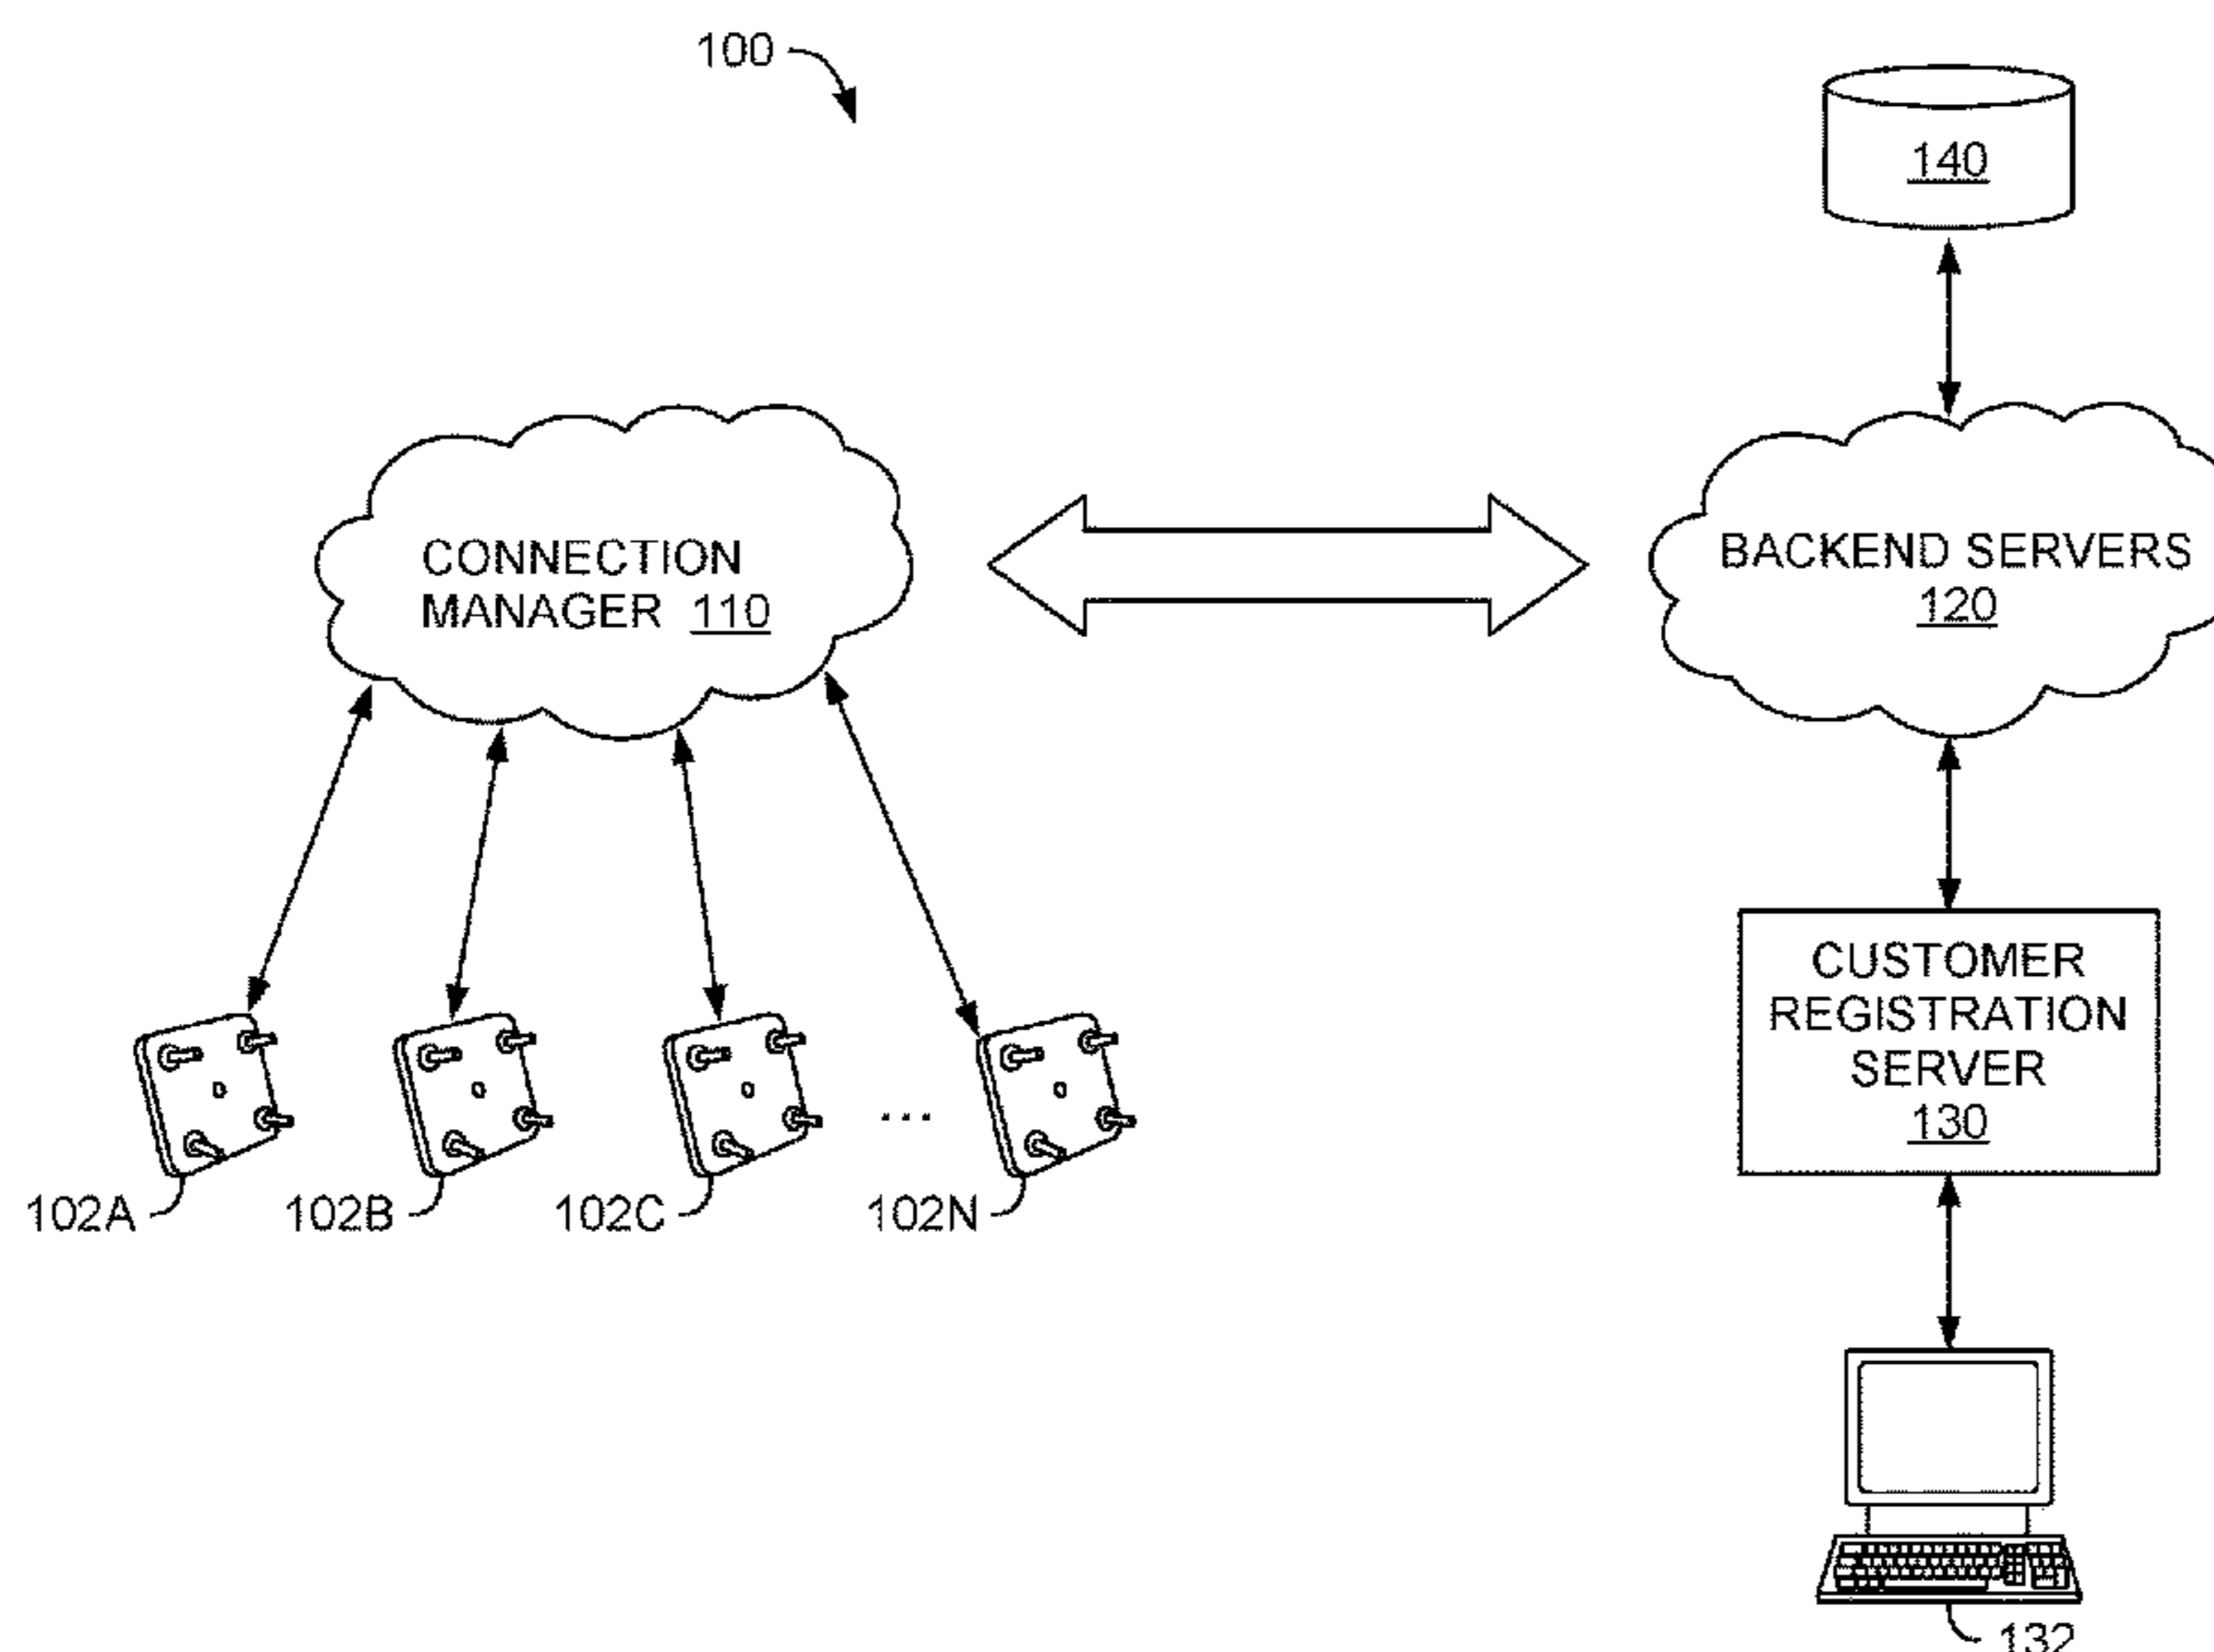 100
140
CONNECTION
MANAGER 110
BACKEND SERVERS
120
CUSTOMER
REGISTRATION
SERVER
130
102A
102B
102C
...
102N
132